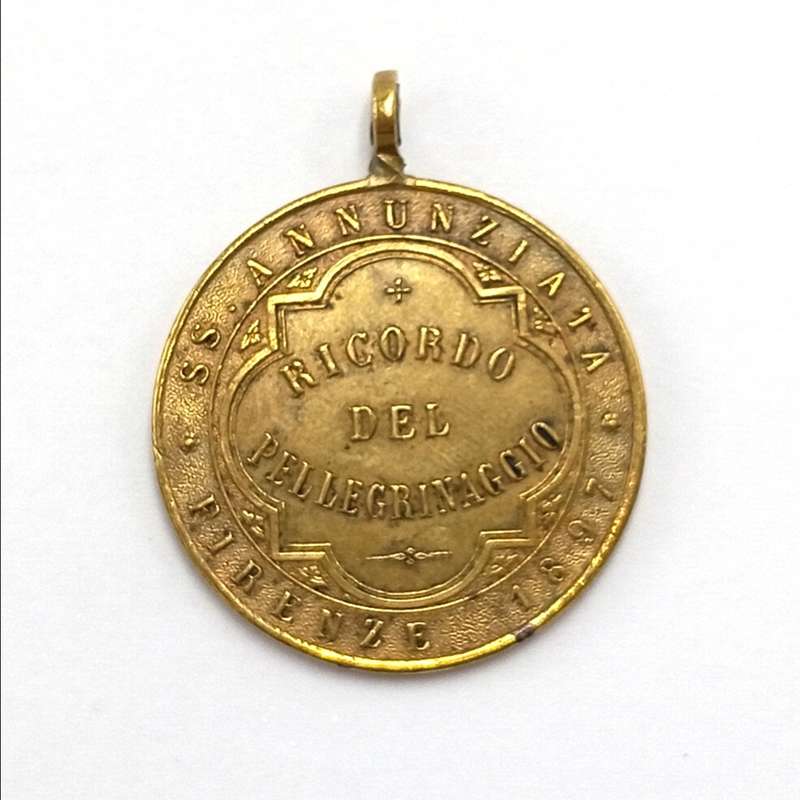 SS. ANNUNZIATA
RICORDO
DEL
PELLEGRINAGGIO
FIRENZE 1897